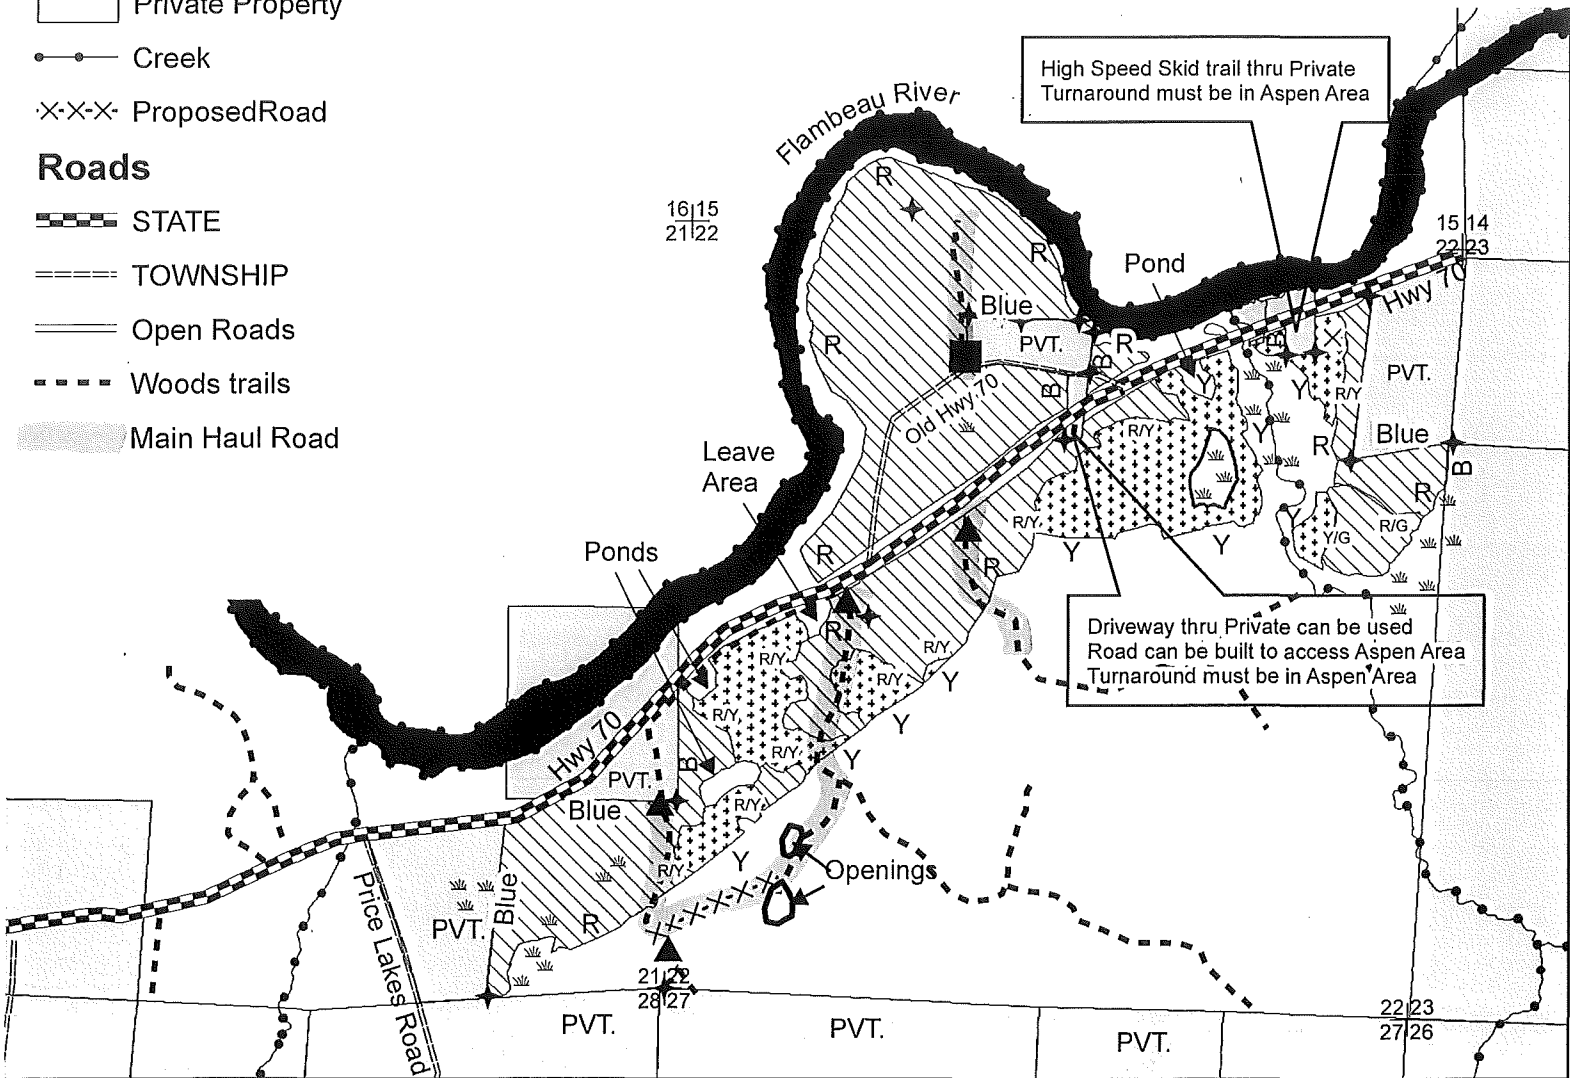 Private Property
Creek
ProposedRoad
Roads
STATE
TOWNSHIP
Open Roads
Woods trails
Main Haul Road
High Speed Skid trail thru Private
Turnaround must be in Aspen Area
Flambeau River
16 15
21 22
15 14
22 23
Hwy 70
Pond
R
R
Blue
PVT.
R
R
B
B
B
Y
Y
X
R/Y
PVT.
Blue
B
Old Hwy 70
R/Y
Y
R
R
R/G
Y/G
Y
Leave
Area
R
R/Y
Y
Y
R
Ponds
Driveway thru Private can be used
Road can be built to access Aspen Area
Turnaround must be in Aspen Area
R
R/Y
R/Y
R/Y
Y
Y
R/Y
R/Y
Y
Hwy 70
PVT.
B
Blue
R/Y
Y
R/Y
Openings
Blue
R
PVT.
Price Lakes Road
21 22
28 27
PVT.
PVT.
PVT.
22 23
27 26